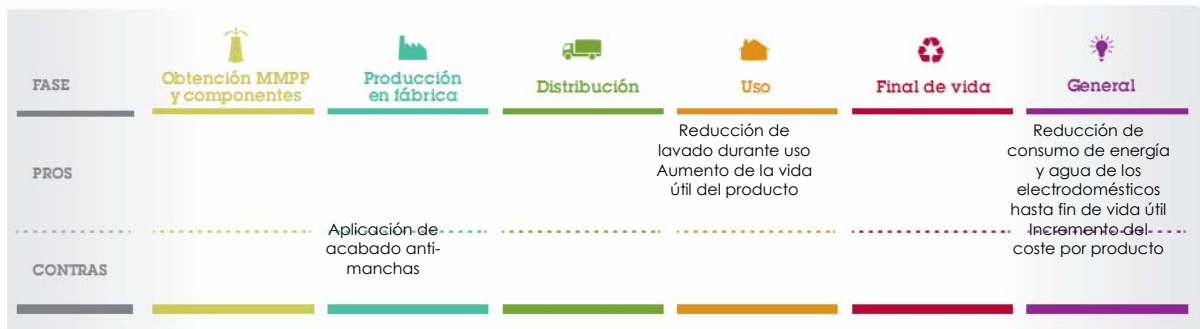 FASE
Obtención MMPP
y componentes
Producción
en fábrica
Distribución
Uso
Final de vida
General
PROS
Reducción de
lavado durante uso
Aumento de la vida
útil del producto
Reducción de
consumo de energía
y agua de los
electrodomésticos
hasta fin de vida útil
Incremento del
coste por producto
CONTRAS
Aplicación de
acabado anti-
manchas